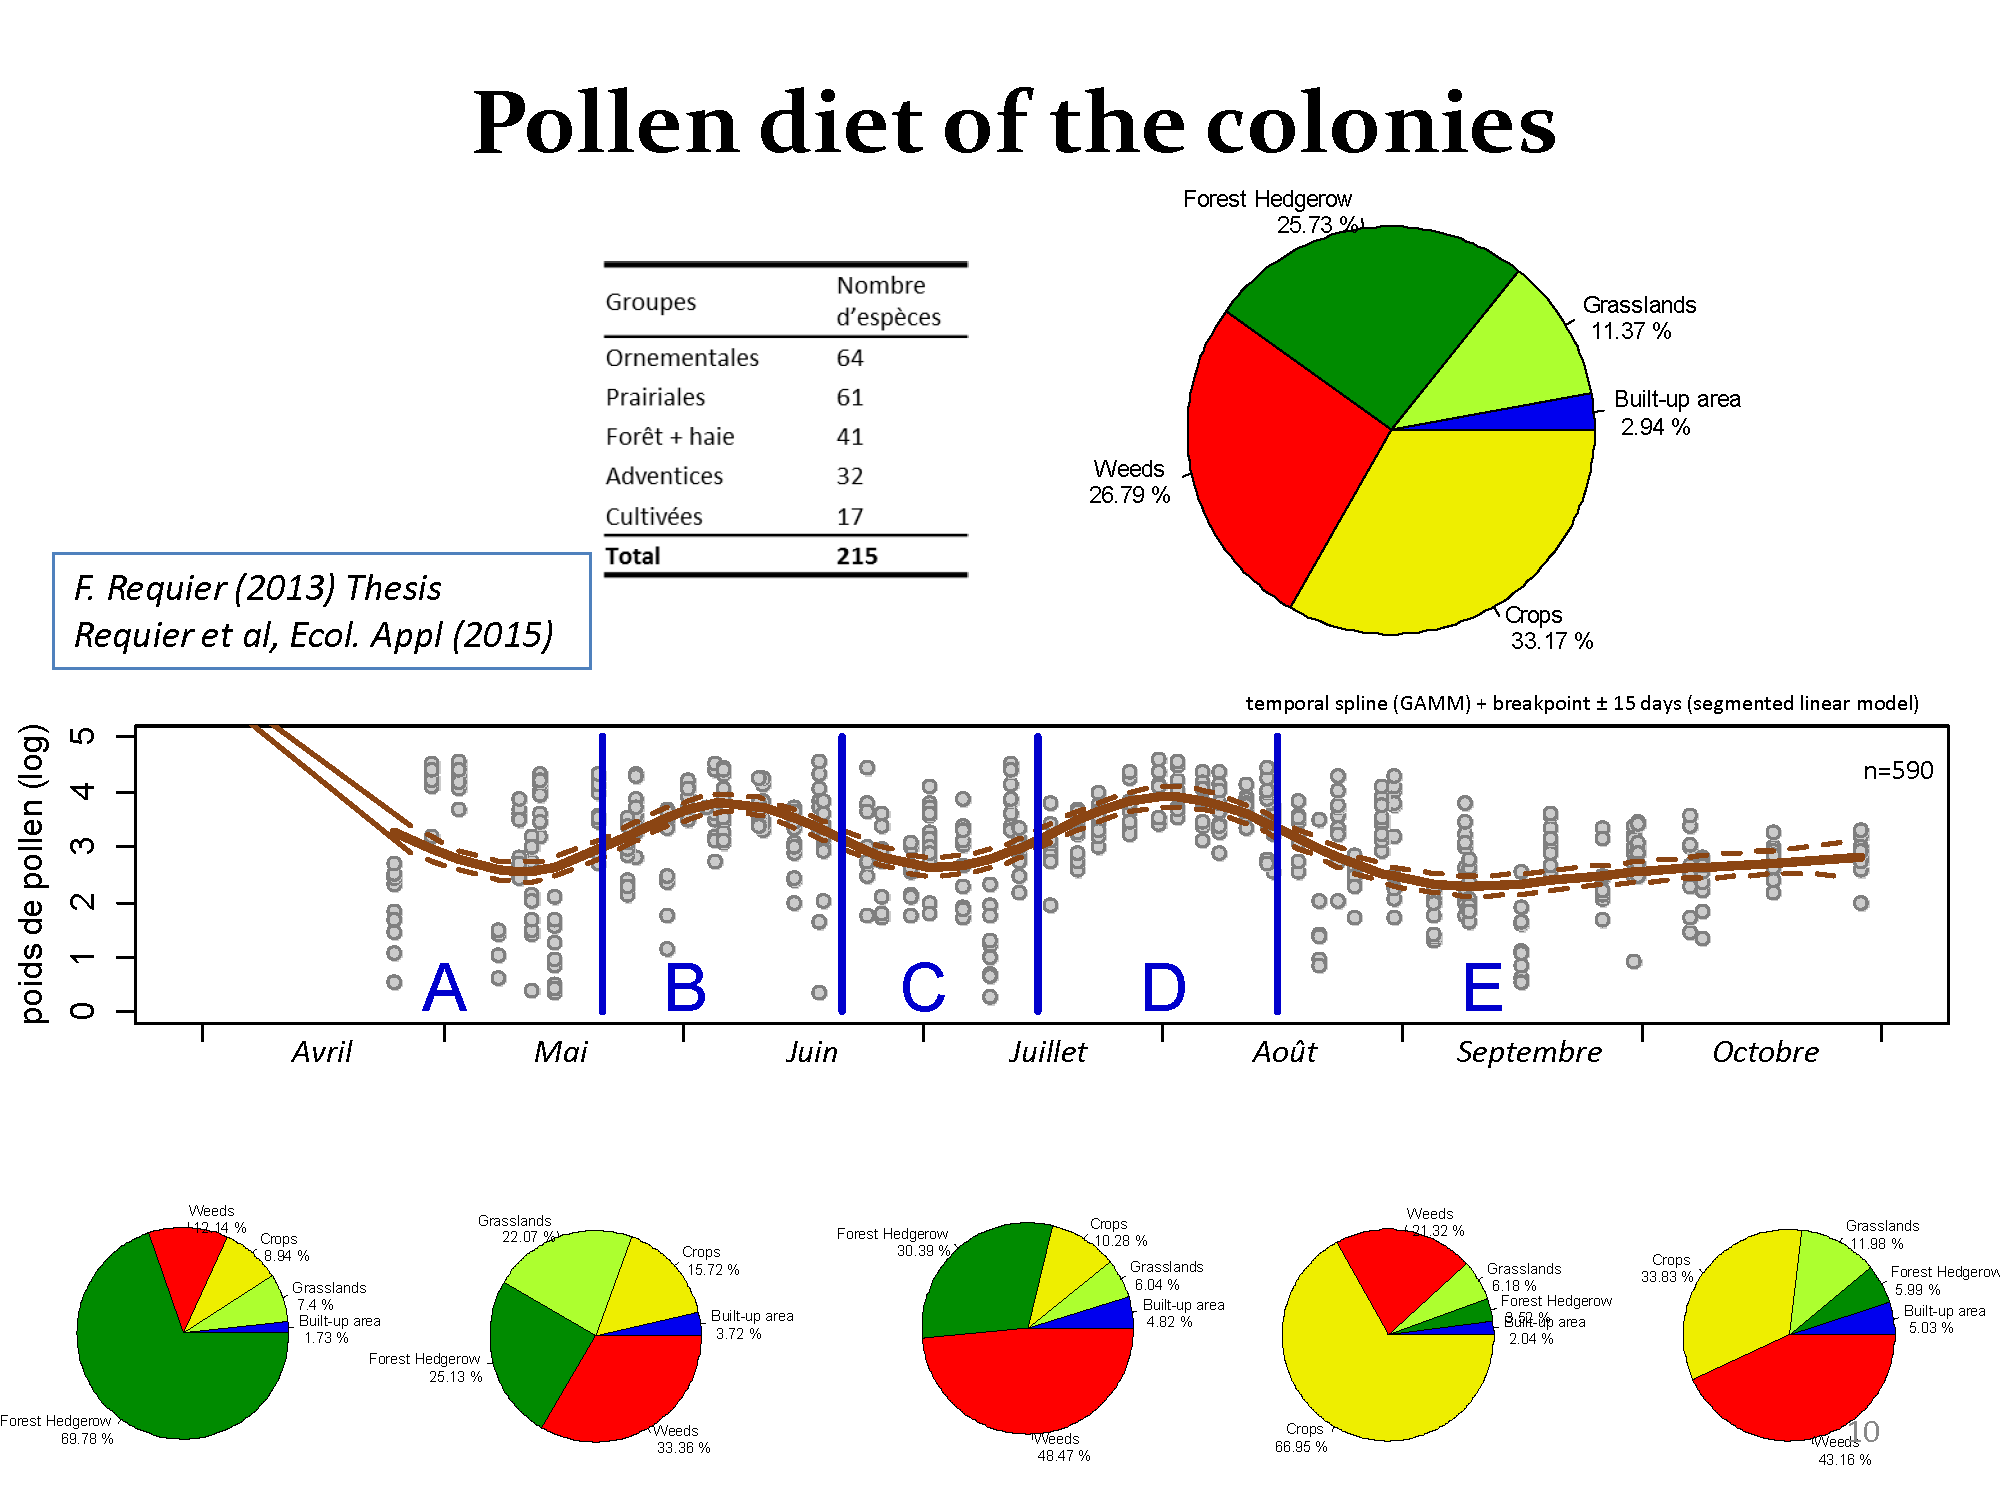 Pollen diet of the colonies
Forest Hedgerow
25.73 %
Grasslands
11.37 %
Built-up area
2.94 %
Weeds
26.79 %
Crops
33.17 %
Groupes
Nombre
d'espèces
Ornementales 64
Prairiales 61
Forêt + haie 41
Adventices 32
Cultivées 17
Total 215
F. Requier (2013) Thesis
Requier et al, Ecol. Appl (2015)
temporal spline (GAMM) + breakpoint ± 15 days (segmented linear model)
poids de pollen (log)
5
4
3
2
1
0
n=590
A B C D E
Avril Mai Juin Juillet Août Septembre Octobre
Weeds
12.14 %
Crops
8.94 %
Grasslands
7.4 %
Built-up area
1.73 %
Forest Hedgerow
69.78 %
Grasslands
22.07 %
Crops
15.72 %
Built-up area
3.72 %
Forest Hedgerow
25.13 %
Weeds
33.36 %
Forest Hedgerow
30.39 %
Crops
10.28 %
Grasslands
6.04 %
Built-up area
4.82 %
Weeds
48.47 %
Weeds
21.32 %
Grasslands
6.18 %
Forest Hedgerow
3.52 %
Built-up area
2.04 %
Crops
66.95 %
Grasslands
11.98 %
Crops
33.83 %
Forest Hedgerow
5.99 %
Built-up area
5.03 %
Weeds
43.16 %
10